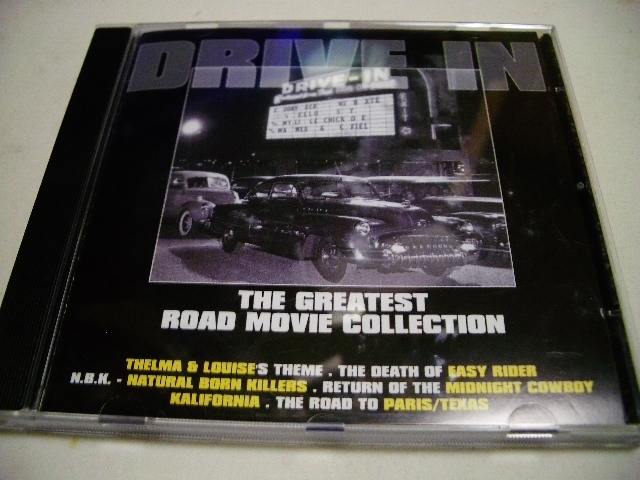 DRIVE IN
DRIVE-IN
THE GREATEST
ROAD MOVIE COLLECTION
THELMA & LOUISE'S THEME . THE DEATH OF EASY RIDER
N.B.K. - NATURAL BORN KILLERS . RETURN OF THE MIDNIGHT COWBOY
KALIFORNIA . THE ROAD TO PARIS/TEXAS